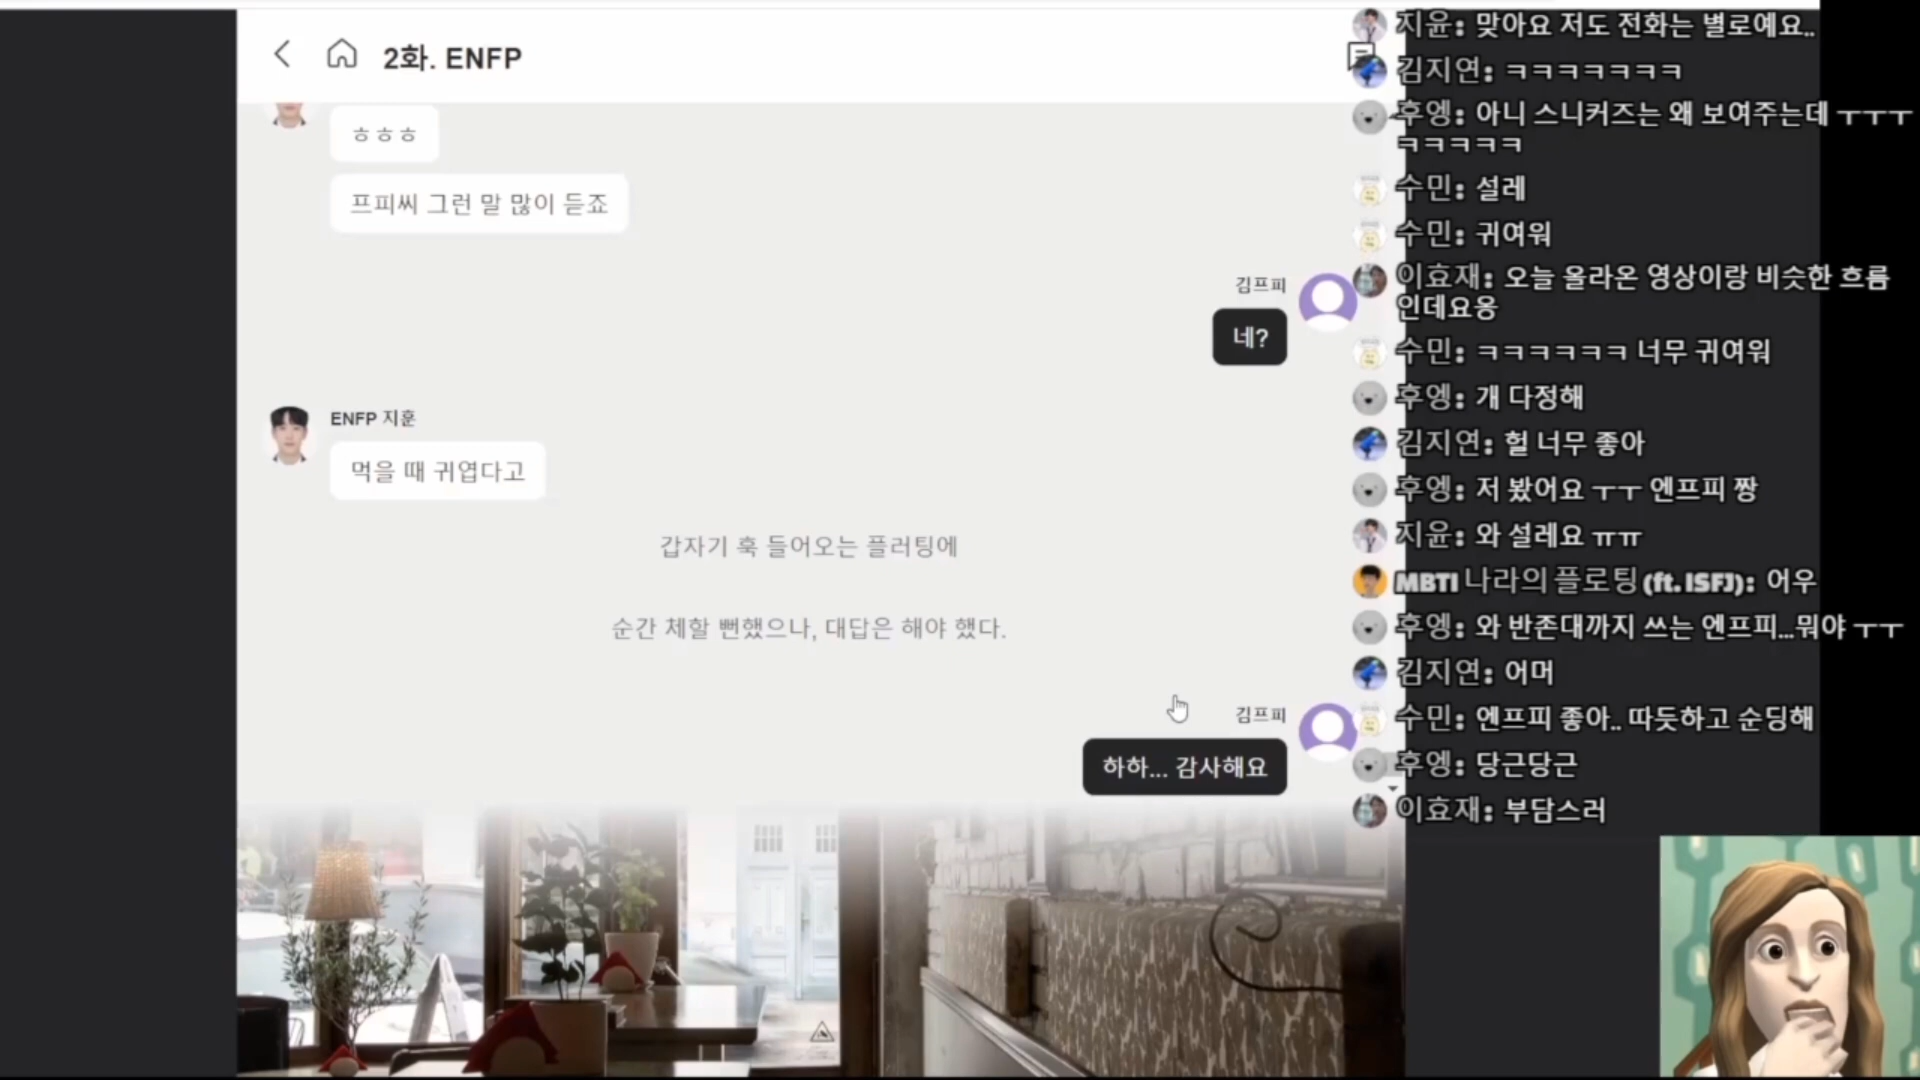 2화. ENFP
ㅎㅎㅎ
프피씨 그런 말 많이 듣죠
김프피
네?
ENFP 지훈
먹을 때 귀엽다고
갑자기 훅 들어오는 플러팅에
순간 체할 뻔했으나, 대답은 해야 했다.
김프피
하하... 감사해요
지윤: 맞아요 저도 전화는 별로예요..
김지연: ㅋㅋㅋㅋㅋㅋㅋ
후엥: 아니 스니커즈는 왜 보여주는데 ㅜㅜㅜ
ㅋㅋㅋㅋㅋ
수민: 설레
수민: 귀여워
이효재: 오늘 올라온 영상이랑 비슷한 흐름
인데요옹
수민: ㅋㅋㅋㅋㅋㅋ 너무 귀여워
후엥: 개 다정해
김지연: 헐 너무 좋아
후엥: 저 봤어요 ㅜㅜ 엔프피 짱
지윤: 와 설레요 ㅠㅠ
MBTI 나라의 플로팅 (ft. ISFJ): 어우
후엥: 와 반존대까지 쓰는 엔프피...뭐야 ㅜㅜ
김지연: 어머
수민: 엔프피 좋아.. 따듯하고 순딩해
후엥: 당근당근
이효재: 부담스러